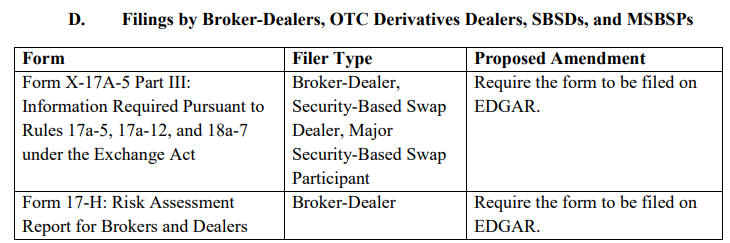 D. Filings by Broker-Dealers, OTC Derivatives Dealers, SBSDs, and MSBSPs
Form Filer Type Proposed Amendment
Form X-17A-5 Part III:
Information Required Pursuant to
Rules 17a-5, 17a-12, and 18a-7
under the Exchange Act
Broker-Dealer,
Security-Based Swap
Dealer, Major
Security-Based Swap
Participant
Require the form to be filed on
EDGAR.
Form 17-H: Risk Assessment
Report for Brokers and Dealers
Broker-Dealer
Require the form to be filed on
EDGAR.